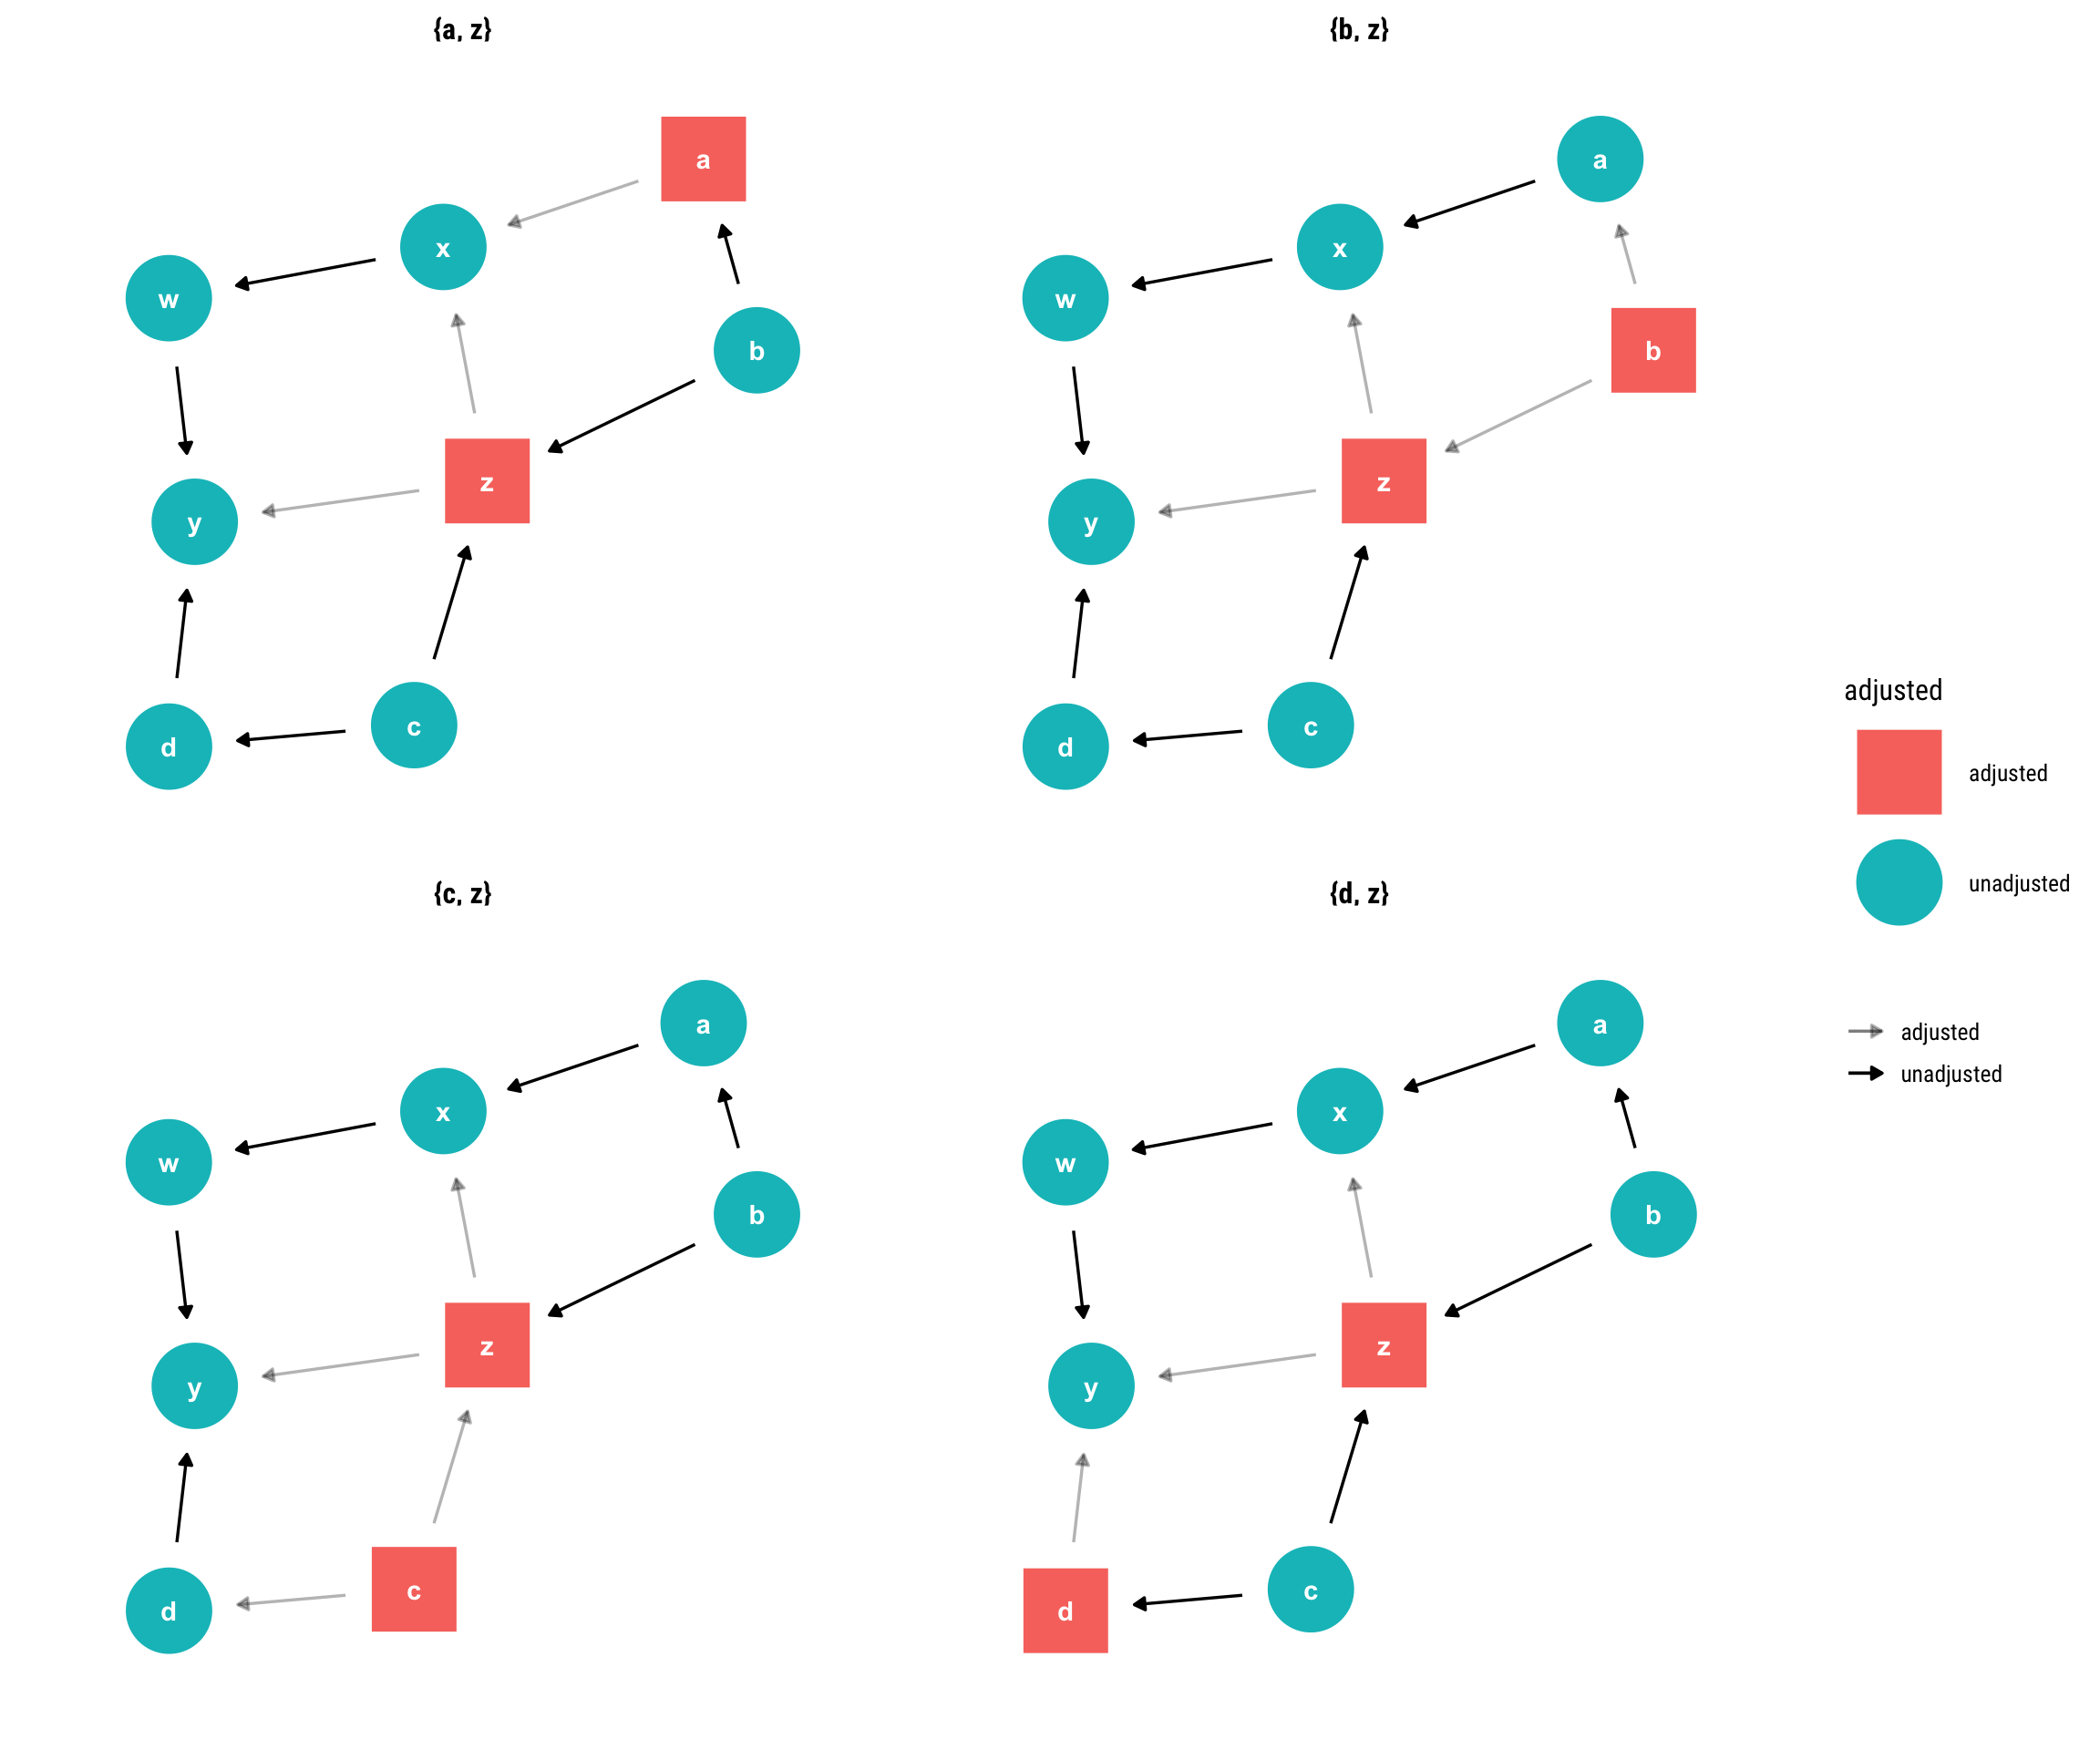 {a, z}
a
x
w
b
z
y
c
d
{b, z}
a
x
w
b
z
y
c
d
{c, z}
a
x
w
b
z
y
c
d
{d, z}
a
x
w
b
z
y
c
d
adjusted
adjusted
unadjusted
adjusted
unadjusted